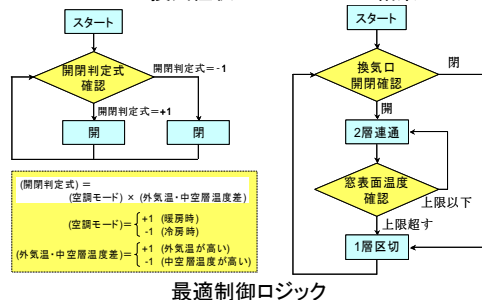 スタート
開閉判定式
確認
開閉判定式=-1
開閉判定式=+1
開
閉
(開閉判定式)=
(空調モード)×(外気温・中空層温度差)
(空調モード)= +1 (暖房時)
-1 (冷房時)
(外気温・中空層温度差)= +1 (外気温が高い)
-1 (中空層温度が高い)
スタート
換気口
開閉確認
閉
開
2層連通
窓表面温度
確認
上限以下
上限超す
1層区切
最適制御ロジック